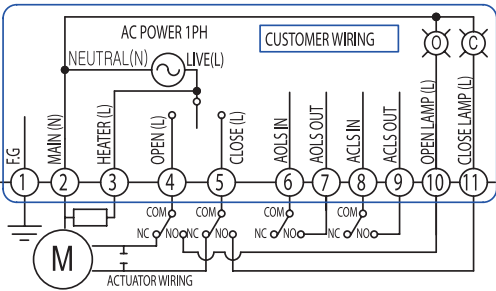 AC POWER 1PH
CUSTOMER WIRING
NEUTRAL(N)
LIVE(L)
O
C
F.G
MAIN (N)
HEATER (L)
OPEN (L)
CLOSE (L)
AOLS IN
AOLS OUT
ACLS IN
ACLS OUT
OPEN LAMP (L)
CLOSE LAMP (L)
1 2 3 4 5 6 7 8 9 10 11
COM COM COM COM
NC NO NC NO NC NO NC NO
M
ACTUATOR WIRING